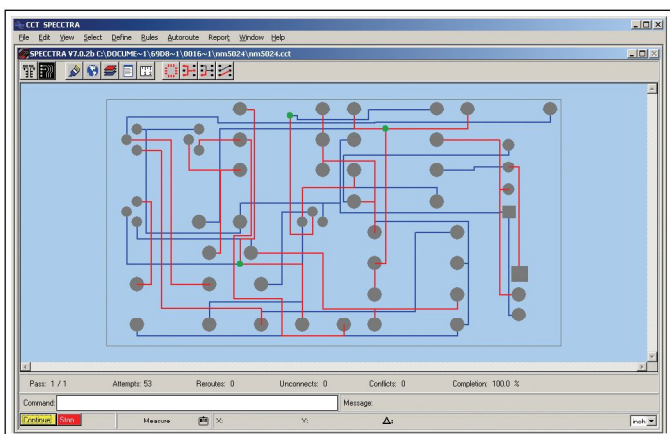 CCT SPECCTRA
File Edit View Select Define Rules Autoroute Report Window Help
SPECCTRA V7.0.2b C:\DOCUME~1\69D8~1\0016~1\nm5024.cct
Pass: 1 / 1 Attempts: 53 Reroutes: 0 Unconnects: 0 Conflicts: 0 Completion: 100.0 %
Command: Message:
Continue Stop Measure X: Y: Δ: inch